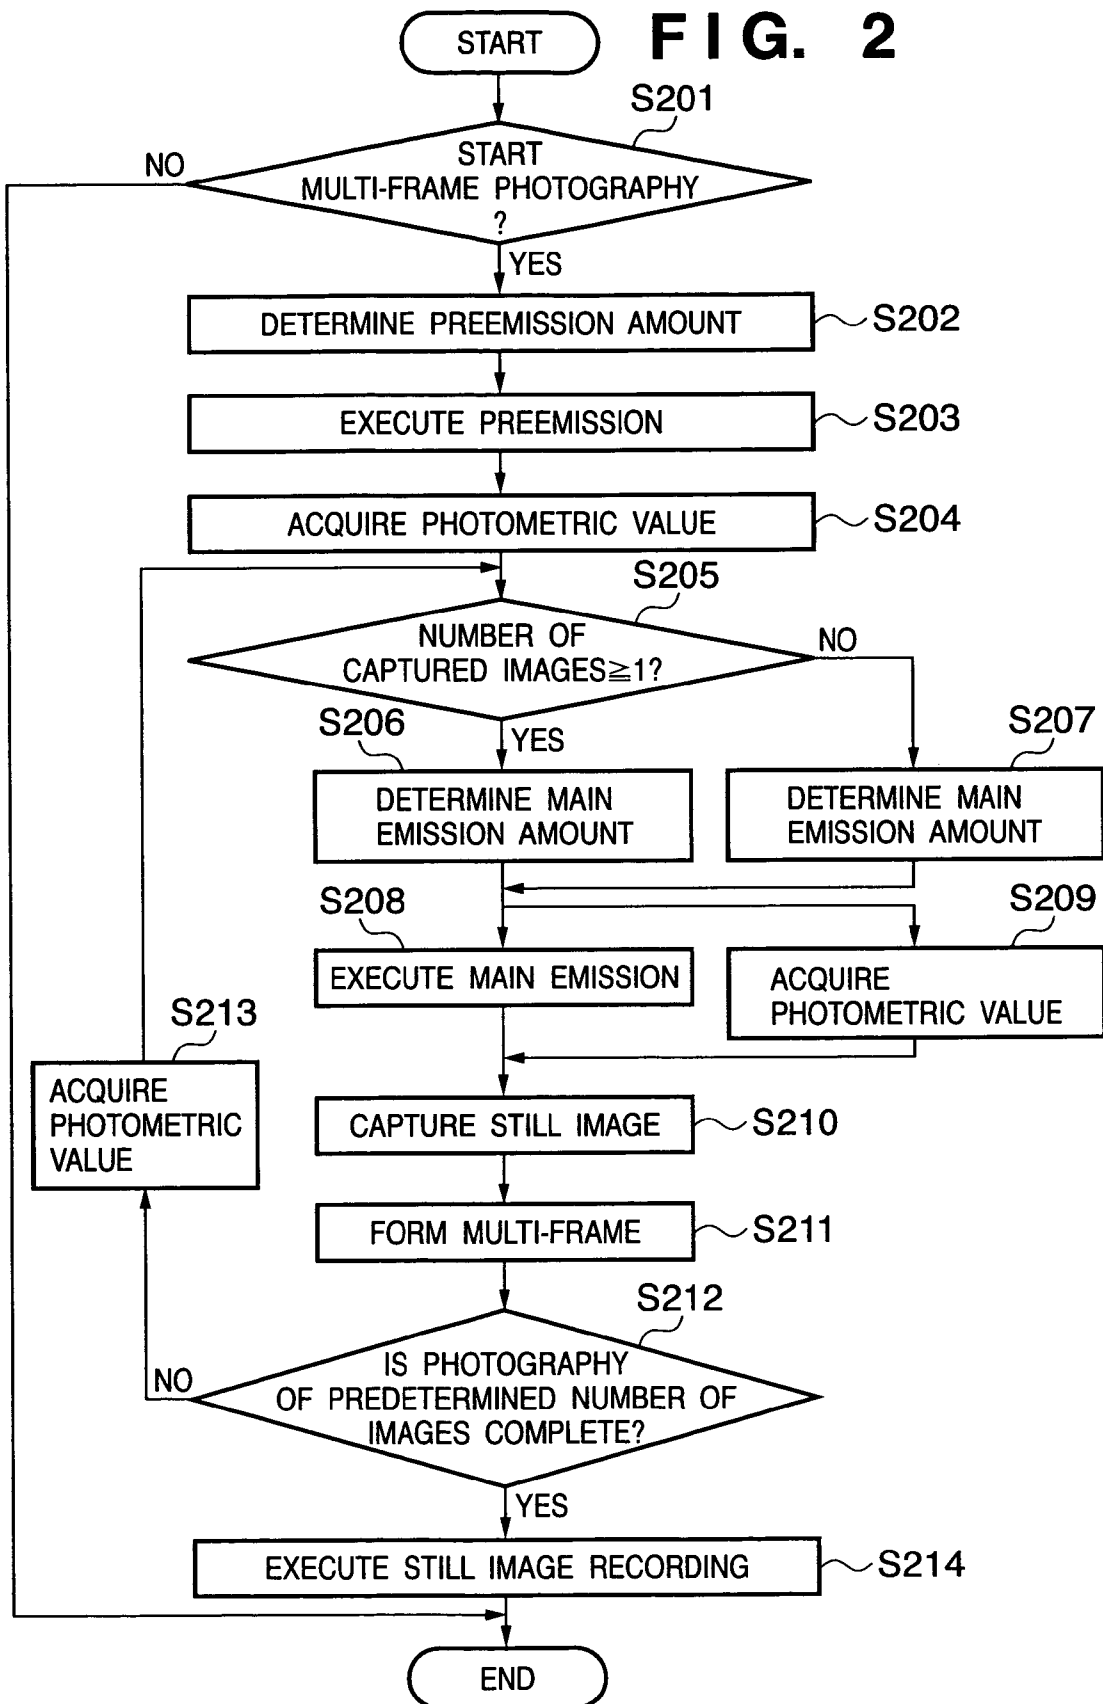 FIG. 2
START
S201
START
MULTI-FRAME PHOTOGRAPHY
?
NO
YES
DETERMINE PREEMISSION AMOUNT
S202
EXECUTE PREEMISSION
S203
ACQUIRE PHOTOMETRIC VALUE
S204
S205
NUMBER OF
CAPTURED IMAGES≧1?
NO
YES
S206
DETERMINE MAIN
EMISSION AMOUNT
S207
DETERMINE MAIN
EMISSION AMOUNT
S208
EXECUTE MAIN EMISSION
S209
ACQUIRE
PHOTOMETRIC VALUE
S213
ACQUIRE
PHOTOMETRIC
VALUE
CAPTURE STILL IMAGE
S210
FORM MULTI-FRAME
S211
S212
IS PHOTOGRAPHY
OF PREDETERMINED NUMBER OF
IMAGES COMPLETE?
NO
YES
EXECUTE STILL IMAGE RECORDING
S214
END